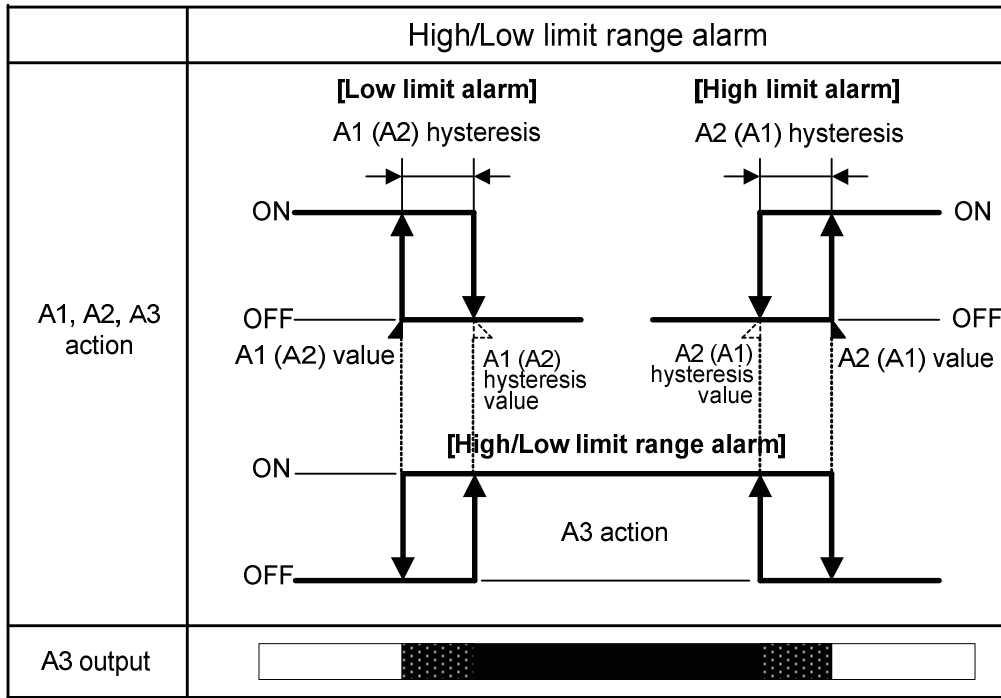 High/Low limit range alarm
[Low limit alarm]
[High limit alarm]
A1 (A2) hysteresis
A2 (A1) hysteresis
ON
ON
A1, A2, A3
action
OFF
OFF
A1 (A2) value
A1 (A2)
hysteresis
value
A2 (A1)
hysteresis
value
A2 (A1) value
[High/Low limit range alarm]
ON
A3 action
OFF
A3 output